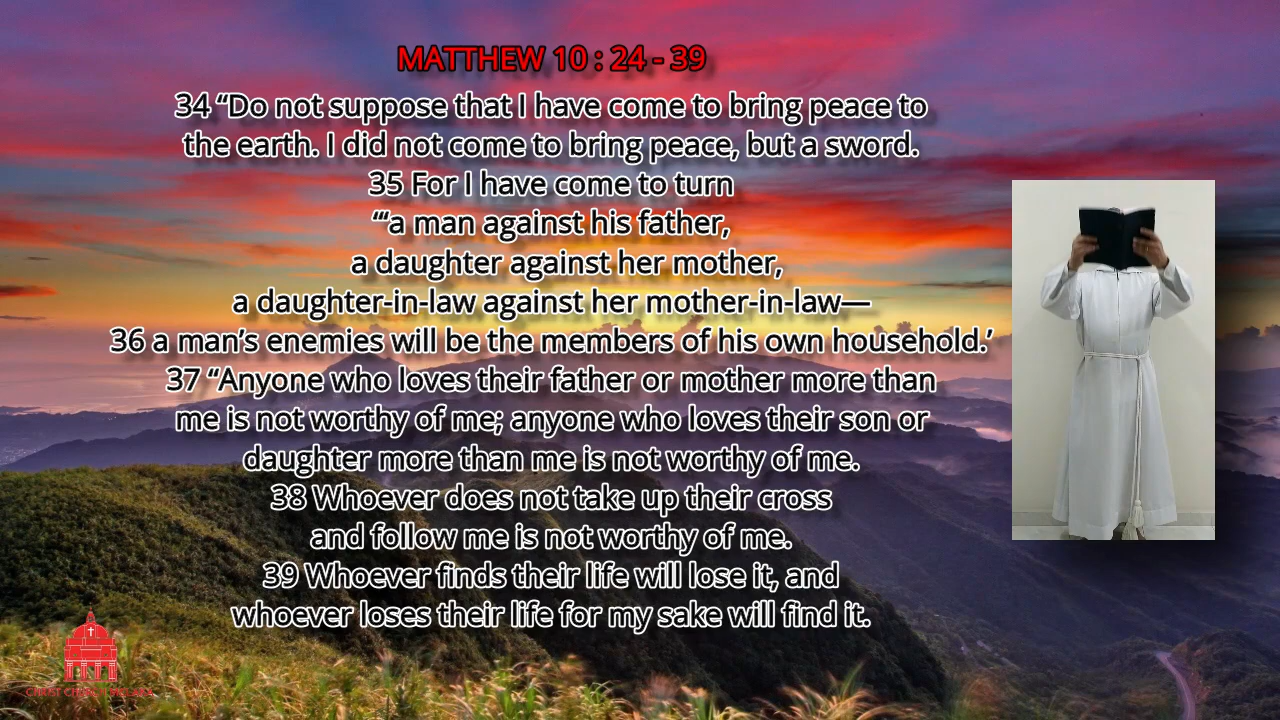 MATTHEW 10 : 24 - 39
34 “Do not suppose that I have come to bring peace to
the earth. I did not come to bring peace, but a sword.
35 For I have come to turn
“‘a man against his father,
a daughter against her mother,
a daughter-in-law against her mother-in-law—
36 a man’s enemies will be the members of his own household.’
37 “Anyone who loves their father or mother more than
me is not worthy of me; anyone who loves their son or
daughter more than me is not worthy of me.
38 Whoever does not take up their cross
and follow me is not worthy of me.
39 Whoever finds their life will lose it, and
whoever loses their life for my sake will find it.
CHRIST CHURCH MELAKA